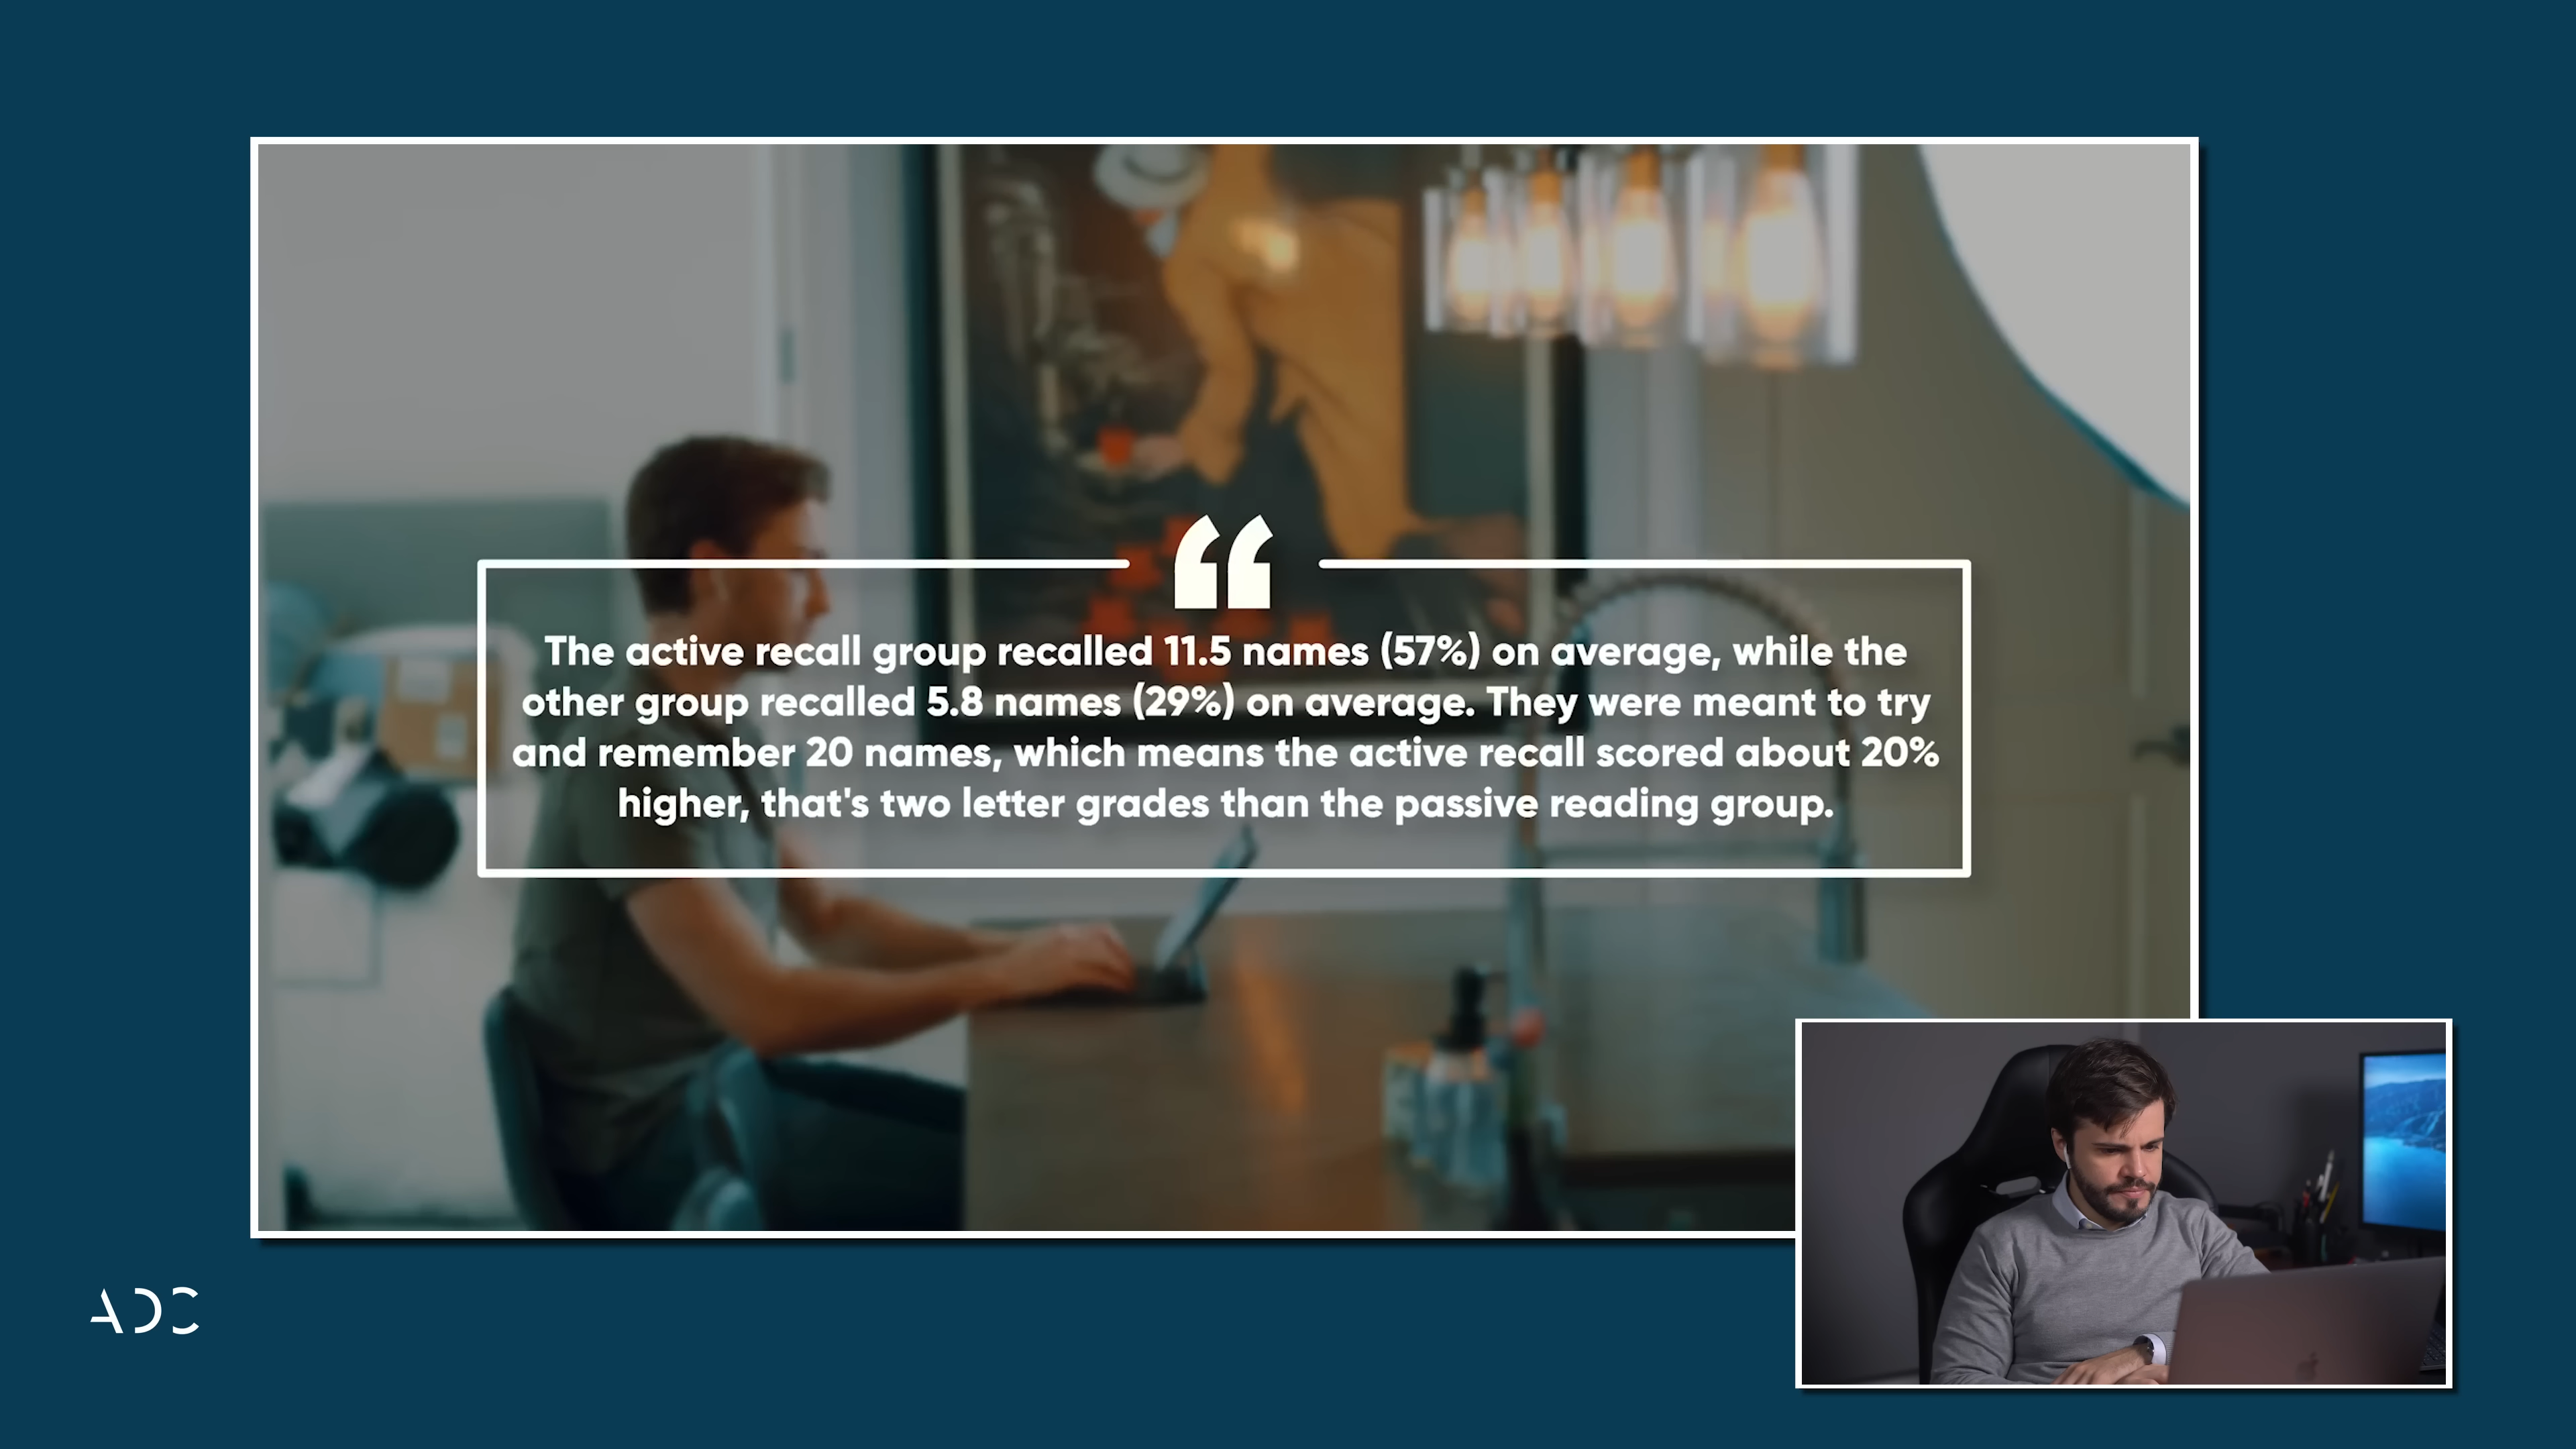 “
The active recall group recalled 11.5 names (57%) on average, while the
other group recalled 5.8 names (29%) on average. They were meant to try
and remember 20 names, which means the active recall scored about 20%
higher, that's two letter grades than the passive reading group.
ADC